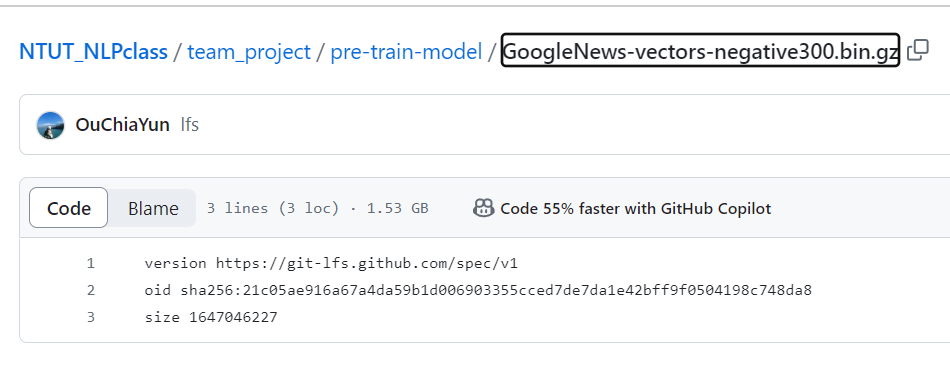 NTUT_NLPclass / team_project / pre-train-model / GoogleNews-vectors-negative300.bin.gz
OuChiaYun lfs
Code Blame 3 lines (3 loc) · 1.53 GB Code 55% faster with GitHub Copilot
1 version https://git-lfs.github.com/spec/v1
2 oid sha256:21c05ae916a67a4da59b1d006903355cced7de7da1e42bff9f0504198c748da8
3 size 1647046227